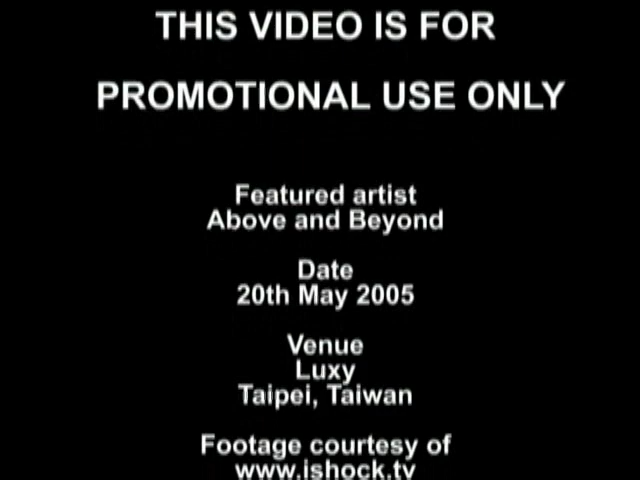 THIS VIDEO IS FOR
PROMOTIONAL USE ONLY
Featured artist
Above and Beyond
Date
20th May 2005
Venue
Luxy
Taipei, Taiwan
Footage courtesy of
www.ishock.tv